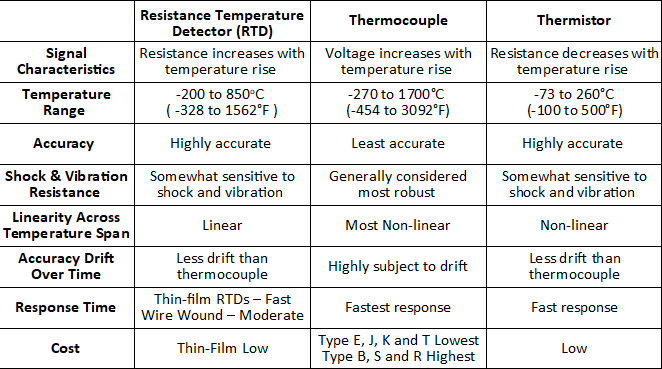 Resistance Temperature Detector (RTD)
Thermocouple
Thermistor
Signal Characteristics
Resistance increases with temperature rise
Voltage increases with temperature rise
Resistance decreases with temperature rise
Temperature Range
-200 to 850°C
( -328 to 1562°F )
-270 to 1700°C
(-454 to 3092°F)
-73 to 260°C
(-100 to 500°F)
Accuracy
Highly accurate
Least accurate
Highly accurate
Shock & Vibration Resistance
Somewhat sensitive to shock and vibration
Generally considered most robust
Somewhat sensitive to shock and vibration
Linearity Across Temperature Span
Linear
Most Non-linear
Non-linear
Accuracy Drift Over Time
Less drift than thermocouple
Highly subject to drift
Less drift than thermocouple
Response Time
Thin-film RTDs – Fast
Wire Wound – Moderate
Fastest response
Fast response
Cost
Thin-Film Low
Type E, J, K and T Lowest
Type B, S and R Highest
Low